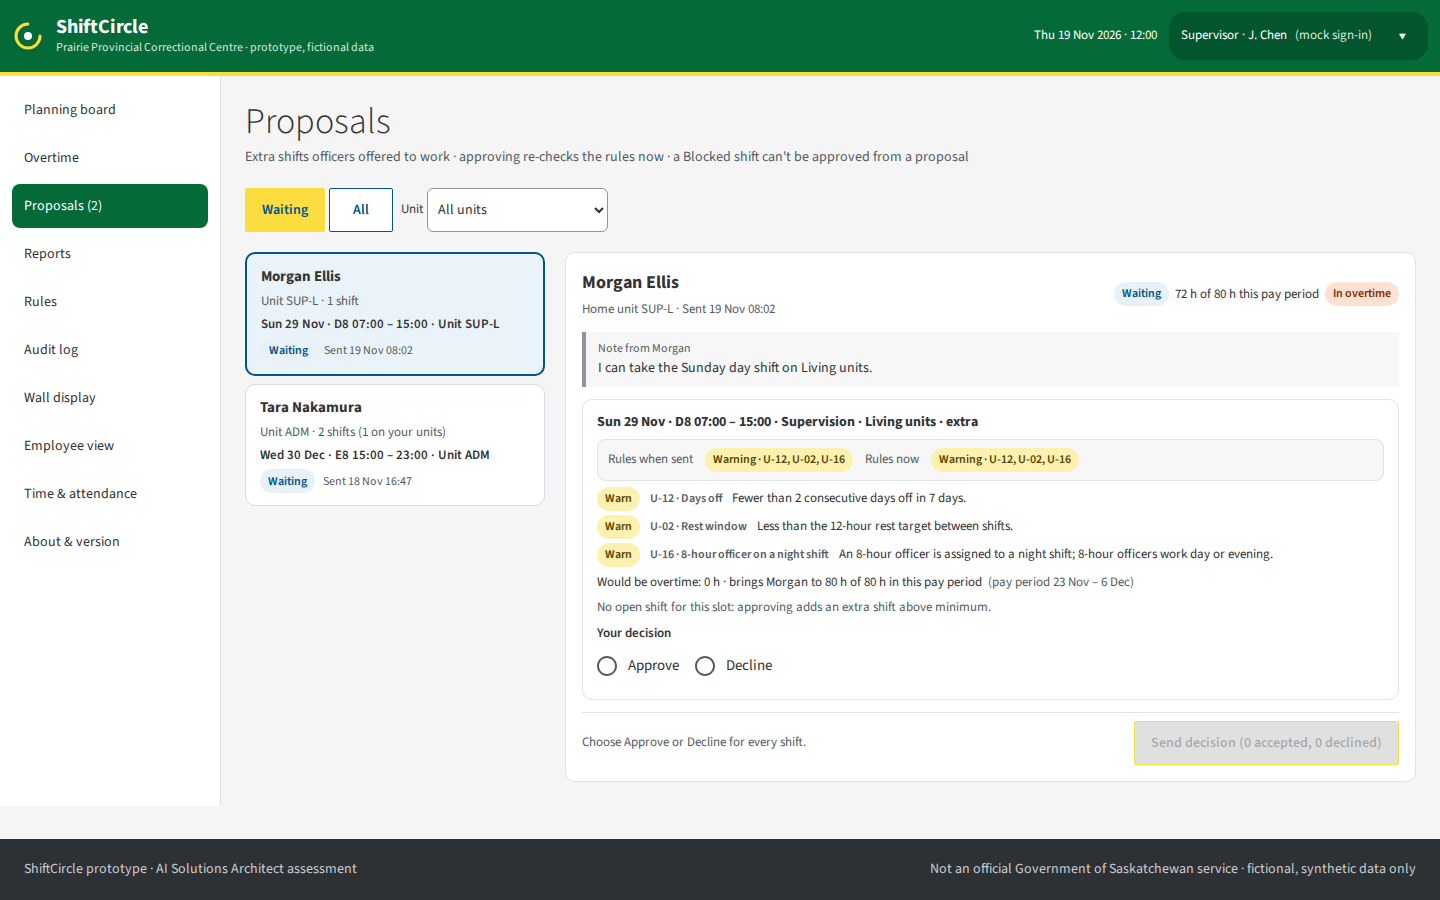 ShiftCircle
Prairie Provincial Correctional Centre · prototype, fictional data
Thu 19 Nov 2026 · 12:00
Supervisor · J. Chen (mock sign-in)
Planning board
Overtime
Proposals (2)
Reports
Rules
Audit log
Wall display
Employee view
Time & attendance
About & version
Proposals
Extra shifts officers offered to work · approving re-checks the rules now · a Blocked shift can't be approved from a proposal
Waiting
All
Unit
All units
Morgan Ellis
Unit SUP-L · 1 shift
Sun 29 Nov · D8 07:00 – 15:00 · Unit SUP-L
Waiting Sent 19 Nov 08:02
Tara Nakamura
Unit ADM · 2 shifts (1 on your units)
Wed 30 Dec · E8 15:00 – 23:00 · Unit ADM
Waiting Sent 18 Nov 16:47
Morgan Ellis
Home unit SUP-L · Sent 19 Nov 08:02
Waiting 72 h of 80 h this pay period In overtime
Note from Morgan
I can take the Sunday day shift on Living units.
Sun 29 Nov · D8 07:00 – 15:00 · Supervision · Living units · extra
Rules when sent Warning · U-12, U-02, U-16 Rules now Warning · U-12, U-02, U-16
Warn U-12 · Days off Fewer than 2 consecutive days off in 7 days.
Warn U-02 · Rest window Less than the 12-hour rest target between shifts.
Warn U-16 · 8-hour officer on a night shift An 8-hour officer is assigned to a night shift; 8-hour officers work day or evening.
Would be overtime: 0 h · brings Morgan to 80 h of 80 h in this pay period (pay period 23 Nov – 6 Dec)
No open shift for this slot: approving adds an extra shift above minimum.
Your decision
Approve Decline
Choose Approve or Decline for every shift.
Send decision (0 accepted, 0 declined)
ShiftCircle prototype · AI Solutions Architect assessment
Not an official Government of Saskatchewan service · fictional, synthetic data only